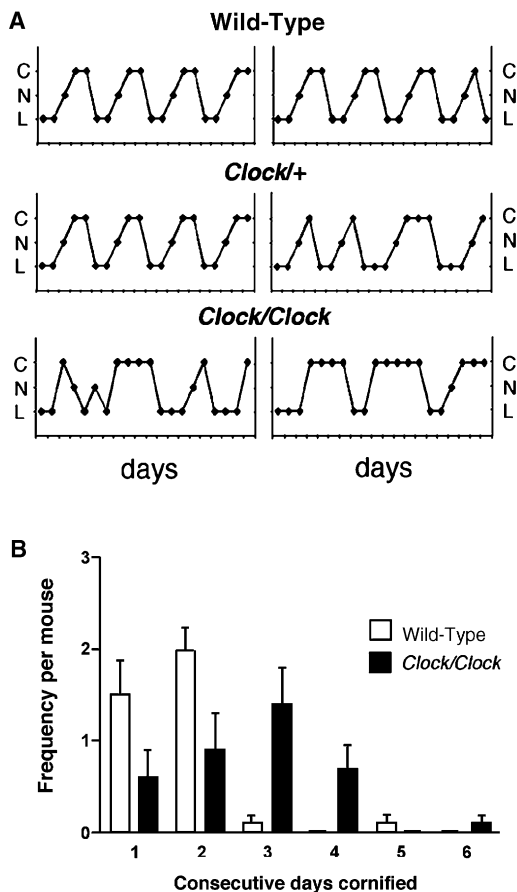 A
Wild-Type
C C
N N
L L
Clock/+
C C
N N
L L
Clock/Clock
C C
N N
L L
days days
B
Frequency per mouse
3
2
1
0
Wild-Type
Clock/Clock
1 2 3 4 5 6
Consecutive days cornified